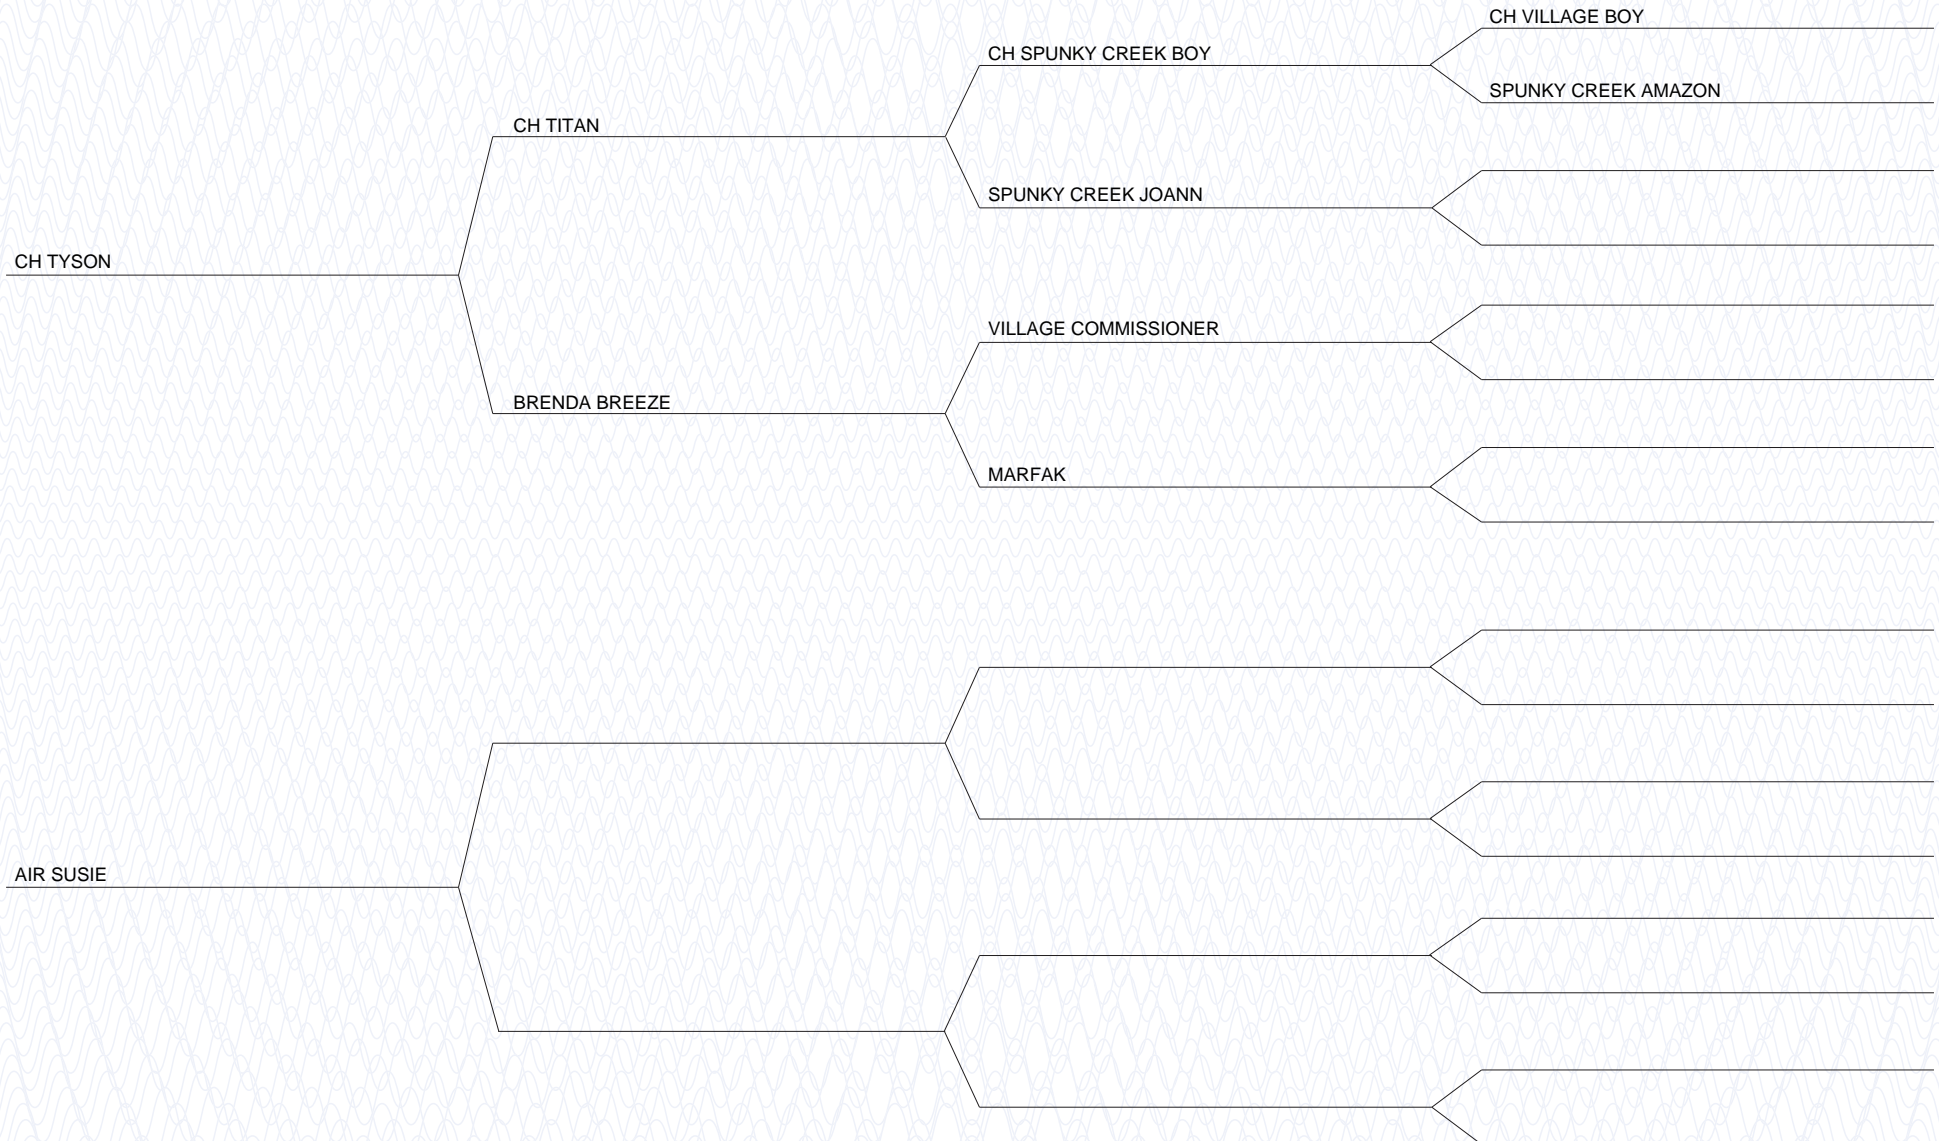 CH VILLAGE BOY
CH SPUNKY CREEK BOY
SPUNKY CREEK AMAZON
CH TITAN
SPUNKY CREEK JOANN
CH TYSON
VILLAGE COMMISSIONER
BRENDA BREEZE
MARFAK
AIR SUSIE